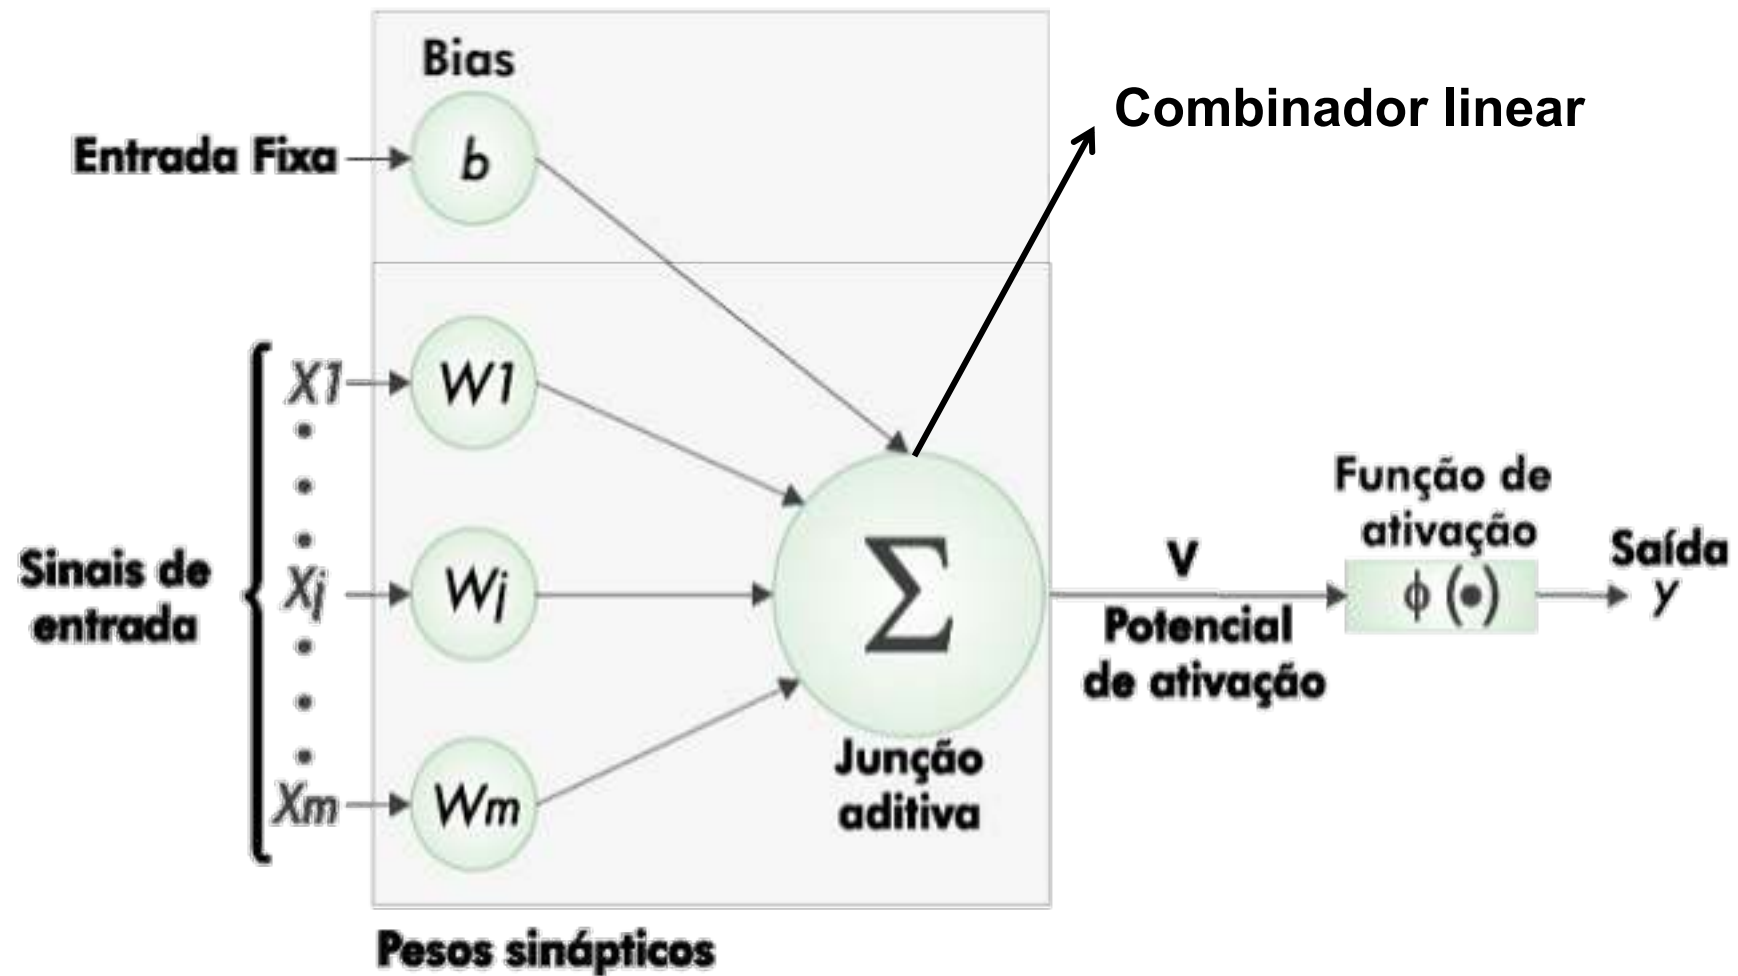 Bias
Combinador linear
Entrada Fixa
b
X1
W1
Σ
Função de
ativação
Sinais de
entrada
Xj
Wj
V
ϕ (•)
Saída
y
Potencial
de ativação
Xm
Wm
Junção
aditiva
Pesos sinápticos